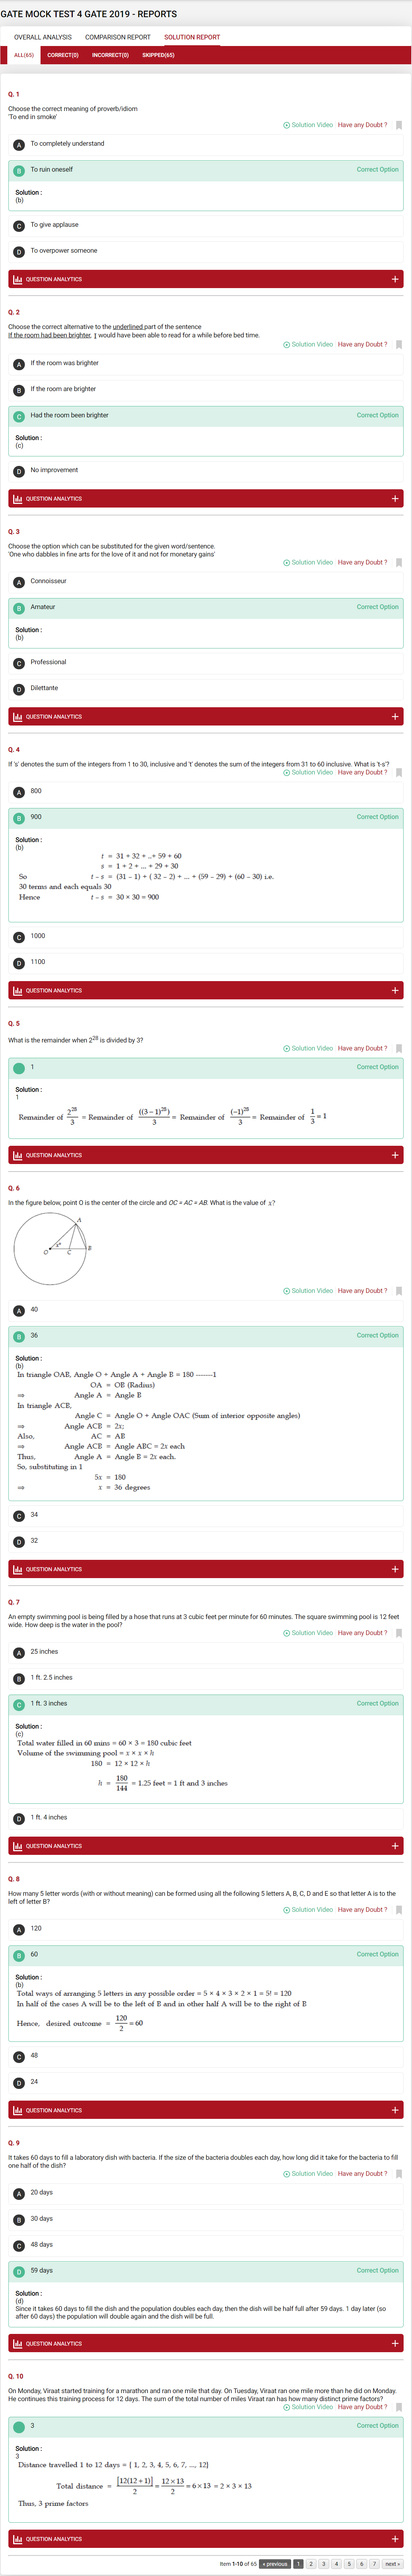 GATE MOCK TEST 4 GATE 2019 - REPORTS
OVERALL ANALYSIS COMPARISON REPORT SOLUTION REPORT
ALL(65) CORRECT(0) INCORRECT(0) SKIPPED(65)
Q. 1
Choose the correct meaning of proverb/idiom
'To end in smoke'
Solution Video Have any Doubt ?
A To completely understand
B To ruin oneself Correct Option
Solution :
(b)
C To give applause
D To overpower someone
QUESTION ANALYTICS +
Q. 2
Choose the correct alternative to the underlined part of the sentence
If the room had been brighter, I would have been able to read for a while before bed time.
Solution Video Have any Doubt ?
A If the room was brighter
B If the room are brighter
C Had the room been brighter Correct Option
Solution :
(c)
D No improvement
QUESTION ANALYTICS +
Q. 3
Choose the option which can be substituted for the given word/sentence.
'One who dabbles in fine arts for the love of it and not for monetary gains'
Solution Video Have any Doubt ?
A Connoisseur
B Amateur Correct Option
Solution :
(b)
C Professional
D Dilettante
QUESTION ANALYTICS +
Q. 4
If 's' denotes the sum of the integers from 1 to 30, inclusive and 't' denotes the sum of the integers from 31 to 60 inclusive. What is 't-s'?
Solution Video Have any Doubt ?
A 800
B 900 Correct Option
Solution :
(b)
t = 31 + 32 + ..+ 59 + 60
s = 1 + 2 + ... + 29 + 30
So t – s = (31 – 1) + ( 32 – 2) + ... + (59 – 29) + (60 – 30) i.e.
30 terms and each equals 30
Hence t – s = 30 × 30 = 900
C 1000
D 1100
QUESTION ANALYTICS +
Q. 5
What is the remainder when 2^28 is divided by 3?
Solution Video Have any Doubt ?
1 Correct Option
Solution :
1
Remainder of 2^28/3 = Remainder of ((3 – 1)^28)/3 = Remainder of (–1)^28/3 = Remainder of 1/3 = 1
QUESTION ANALYTICS +
Q. 6
In the figure below, point O is the center of the circle and OC = AC = AB. What is the value of x?
A
x°
O C B
Solution Video Have any Doubt ?
A 40
B 36 Correct Option
Solution :
(b)
In triangle OAB, Angle O + Angle A + Angle B = 180 -------1
OA = OB (Radius)
⇒ Angle A = Angle B
In triangle ACB,
Angle C = Angle O + Angle OAC (Sum of interior opposite angles)
⇒ Angle ACB = 2x;
Also, AC = AB
⇒ Angle ACB = Angle ABC = 2x each
Thus, Angle A = Angle B = 2x each.
So, substituting in 1
5x = 180
⇒ x = 36 degrees
C 34
D 32
QUESTION ANALYTICS +
Q. 7
An empty swimming pool is being filled by a hose that runs at 3 cubic feet per minute for 60 minutes. The square swimming pool is 12 feet
wide. How deep is the water in the pool?
Solution Video Have any Doubt ?
A 25 inches
B 1 ft. 2.5 inches
C 1 ft. 3 inches Correct Option
Solution :
(c)
Total water filled in 60 mins = 60 × 3 = 180 cubic feet
Volume of the swimming pool = x × x × h
180 = 12 × 12 × h
h = 180/144 = 1.25 feet = 1 ft and 3 inches
D 1 ft. 4 inches
QUESTION ANALYTICS +
Q. 8
How many 5 letter words (with or without meaning) can be formed using all the following 5 letters A, B, C, D and E so that letter A is to the
left of letter B?
Solution Video Have any Doubt ?
A 120
B 60 Correct Option
Solution :
(b)
Total ways of arranging 5 letters in any possible order = 5 × 4 × 3 × 2 × 1 = 5! = 120
In half of the cases A will be to the left of B and in other half A will be to the right of B
Hence, desired outcome = 120/2 = 60
C 48
D 24
QUESTION ANALYTICS +
Q. 9
It takes 60 days to fill a laboratory dish with bacteria. If the size of the bacteria doubles each day, how long did it take for the bacteria to fill
one half of the dish?
Solution Video Have any Doubt ?
A 20 days
B 30 days
C 48 days
D 59 days Correct Option
Solution :
(d)
Since it takes 60 days to fill the dish and the population doubles each day, then the dish will be half full after 59 days. 1 day later (so
after 60 days) the population will double again and the dish will be full.
QUESTION ANALYTICS +
Q. 10
On Monday, Viraat started training for a marathon and ran one mile that day. On Tuesday, Viraat ran one mile more than he did on Monday.
He continues this training process for 12 days. The sum of the total number of miles Viraat ran has how many distinct prime factors?
Solution Video Have any Doubt ?
3 Correct Option
Solution :
3
Distance travelled 1 to 12 days = { 1, 2, 3, 4, 5, 6, 7, ..., 12}
Total distance = [12(12 + 1)]/2 = 12 × 13/2 = 6 × 13 = 2 × 3 × 13
Thus, 3 prime factors
QUESTION ANALYTICS +
Item 1-10 of 65 « previous 1 2 3 4 5 6 7 next »